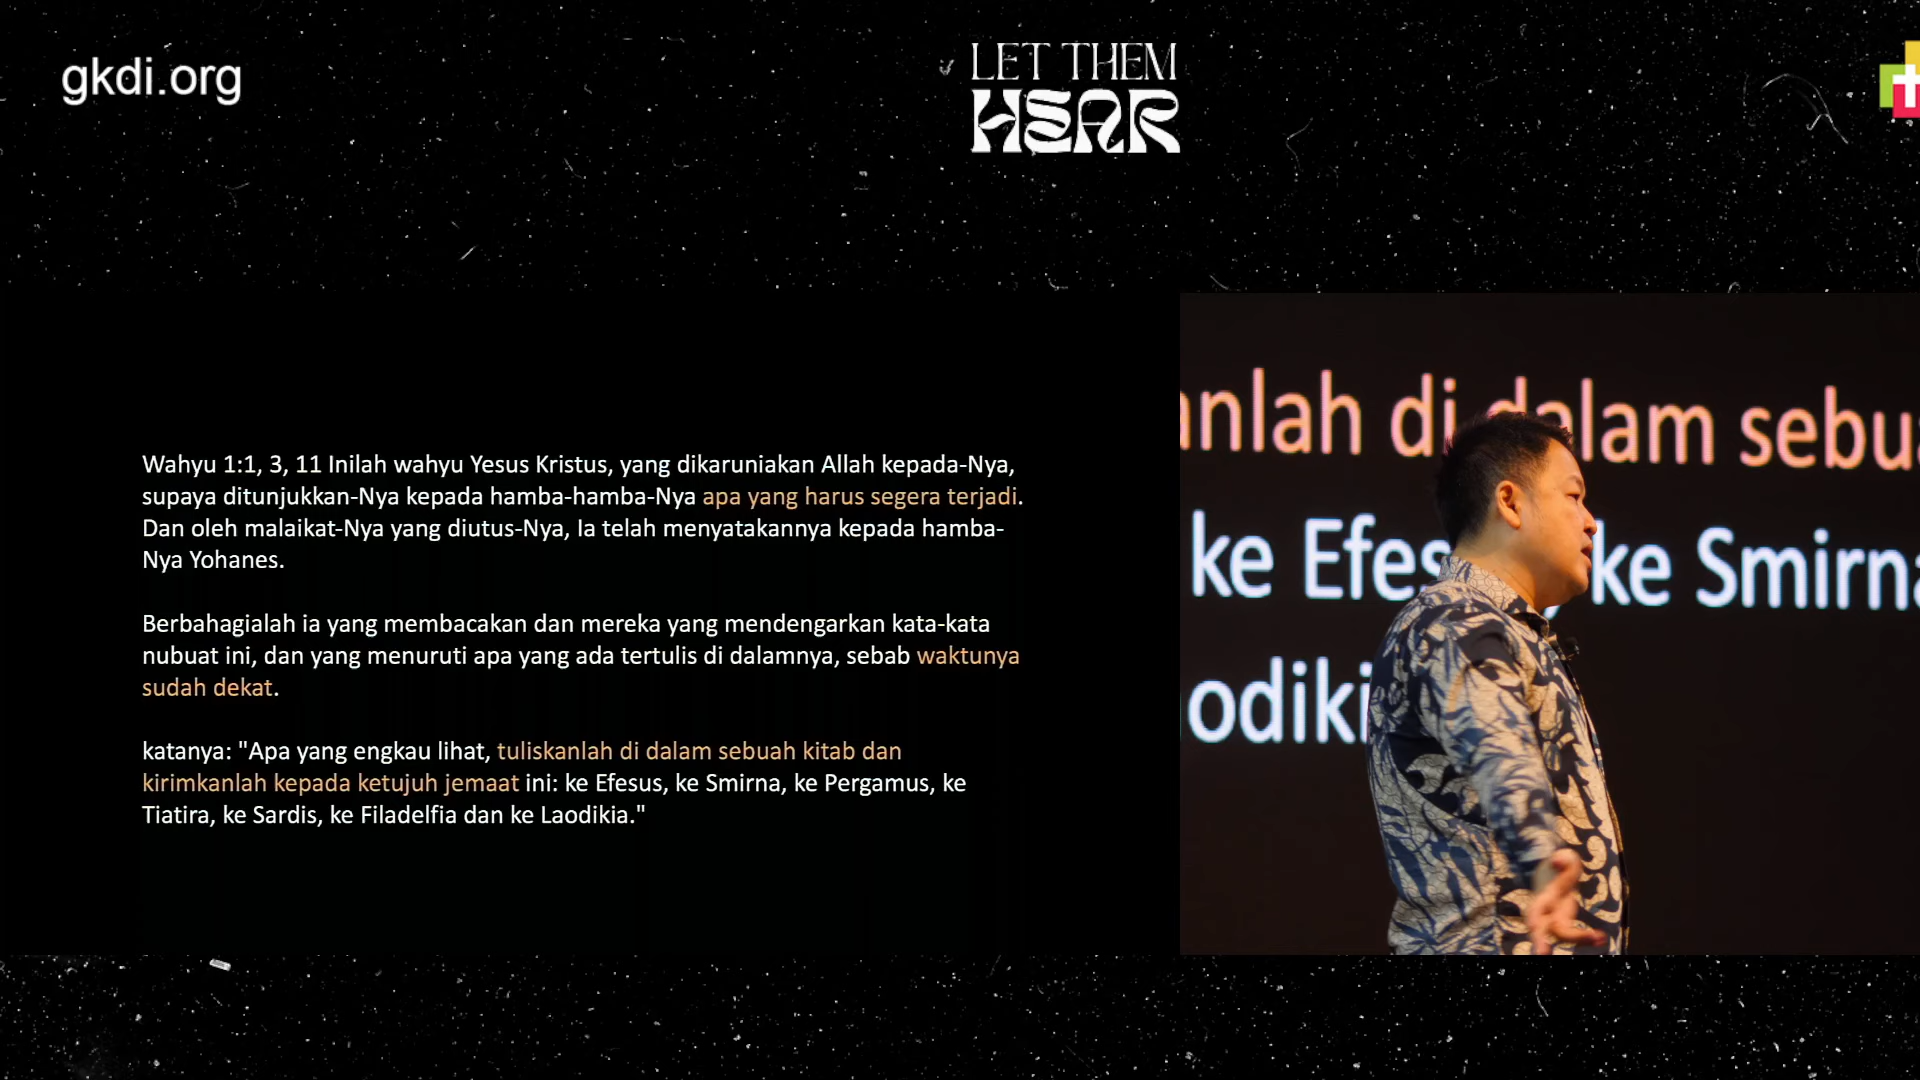 gkdi.org
LET THEM
HEAR
Wahyu 1:1, 3, 11 Inilah wahyu Yesus Kristus, yang dikaruniakan Allah kepada-Nya,
supaya ditunjukkan-Nya kepada hamba-hamba-Nya apa yang harus segera terjadi.
Dan oleh malaikat-Nya yang diutus-Nya, Ia telah menyatakannya kepada hamba-
Nya Yohanes.
Berbahagialah ia yang membacakan dan mereka yang mendengarkan kata-kata
nubuat ini, dan yang menuruti apa yang ada tertulis di dalamnya, sebab waktunya
sudah dekat.
katanya: "Apa yang engkau lihat, tuliskanlah di dalam sebuah kitab dan
kirimkanlah kepada ketujuh jemaat ini: ke Efesus, ke Smirna, ke Pergamus, ke
Tiatira, ke Sardis, ke Filadelfia dan ke Laodikia."
anlah di dalam sebua
ke Efes , ke Smirna
odiki